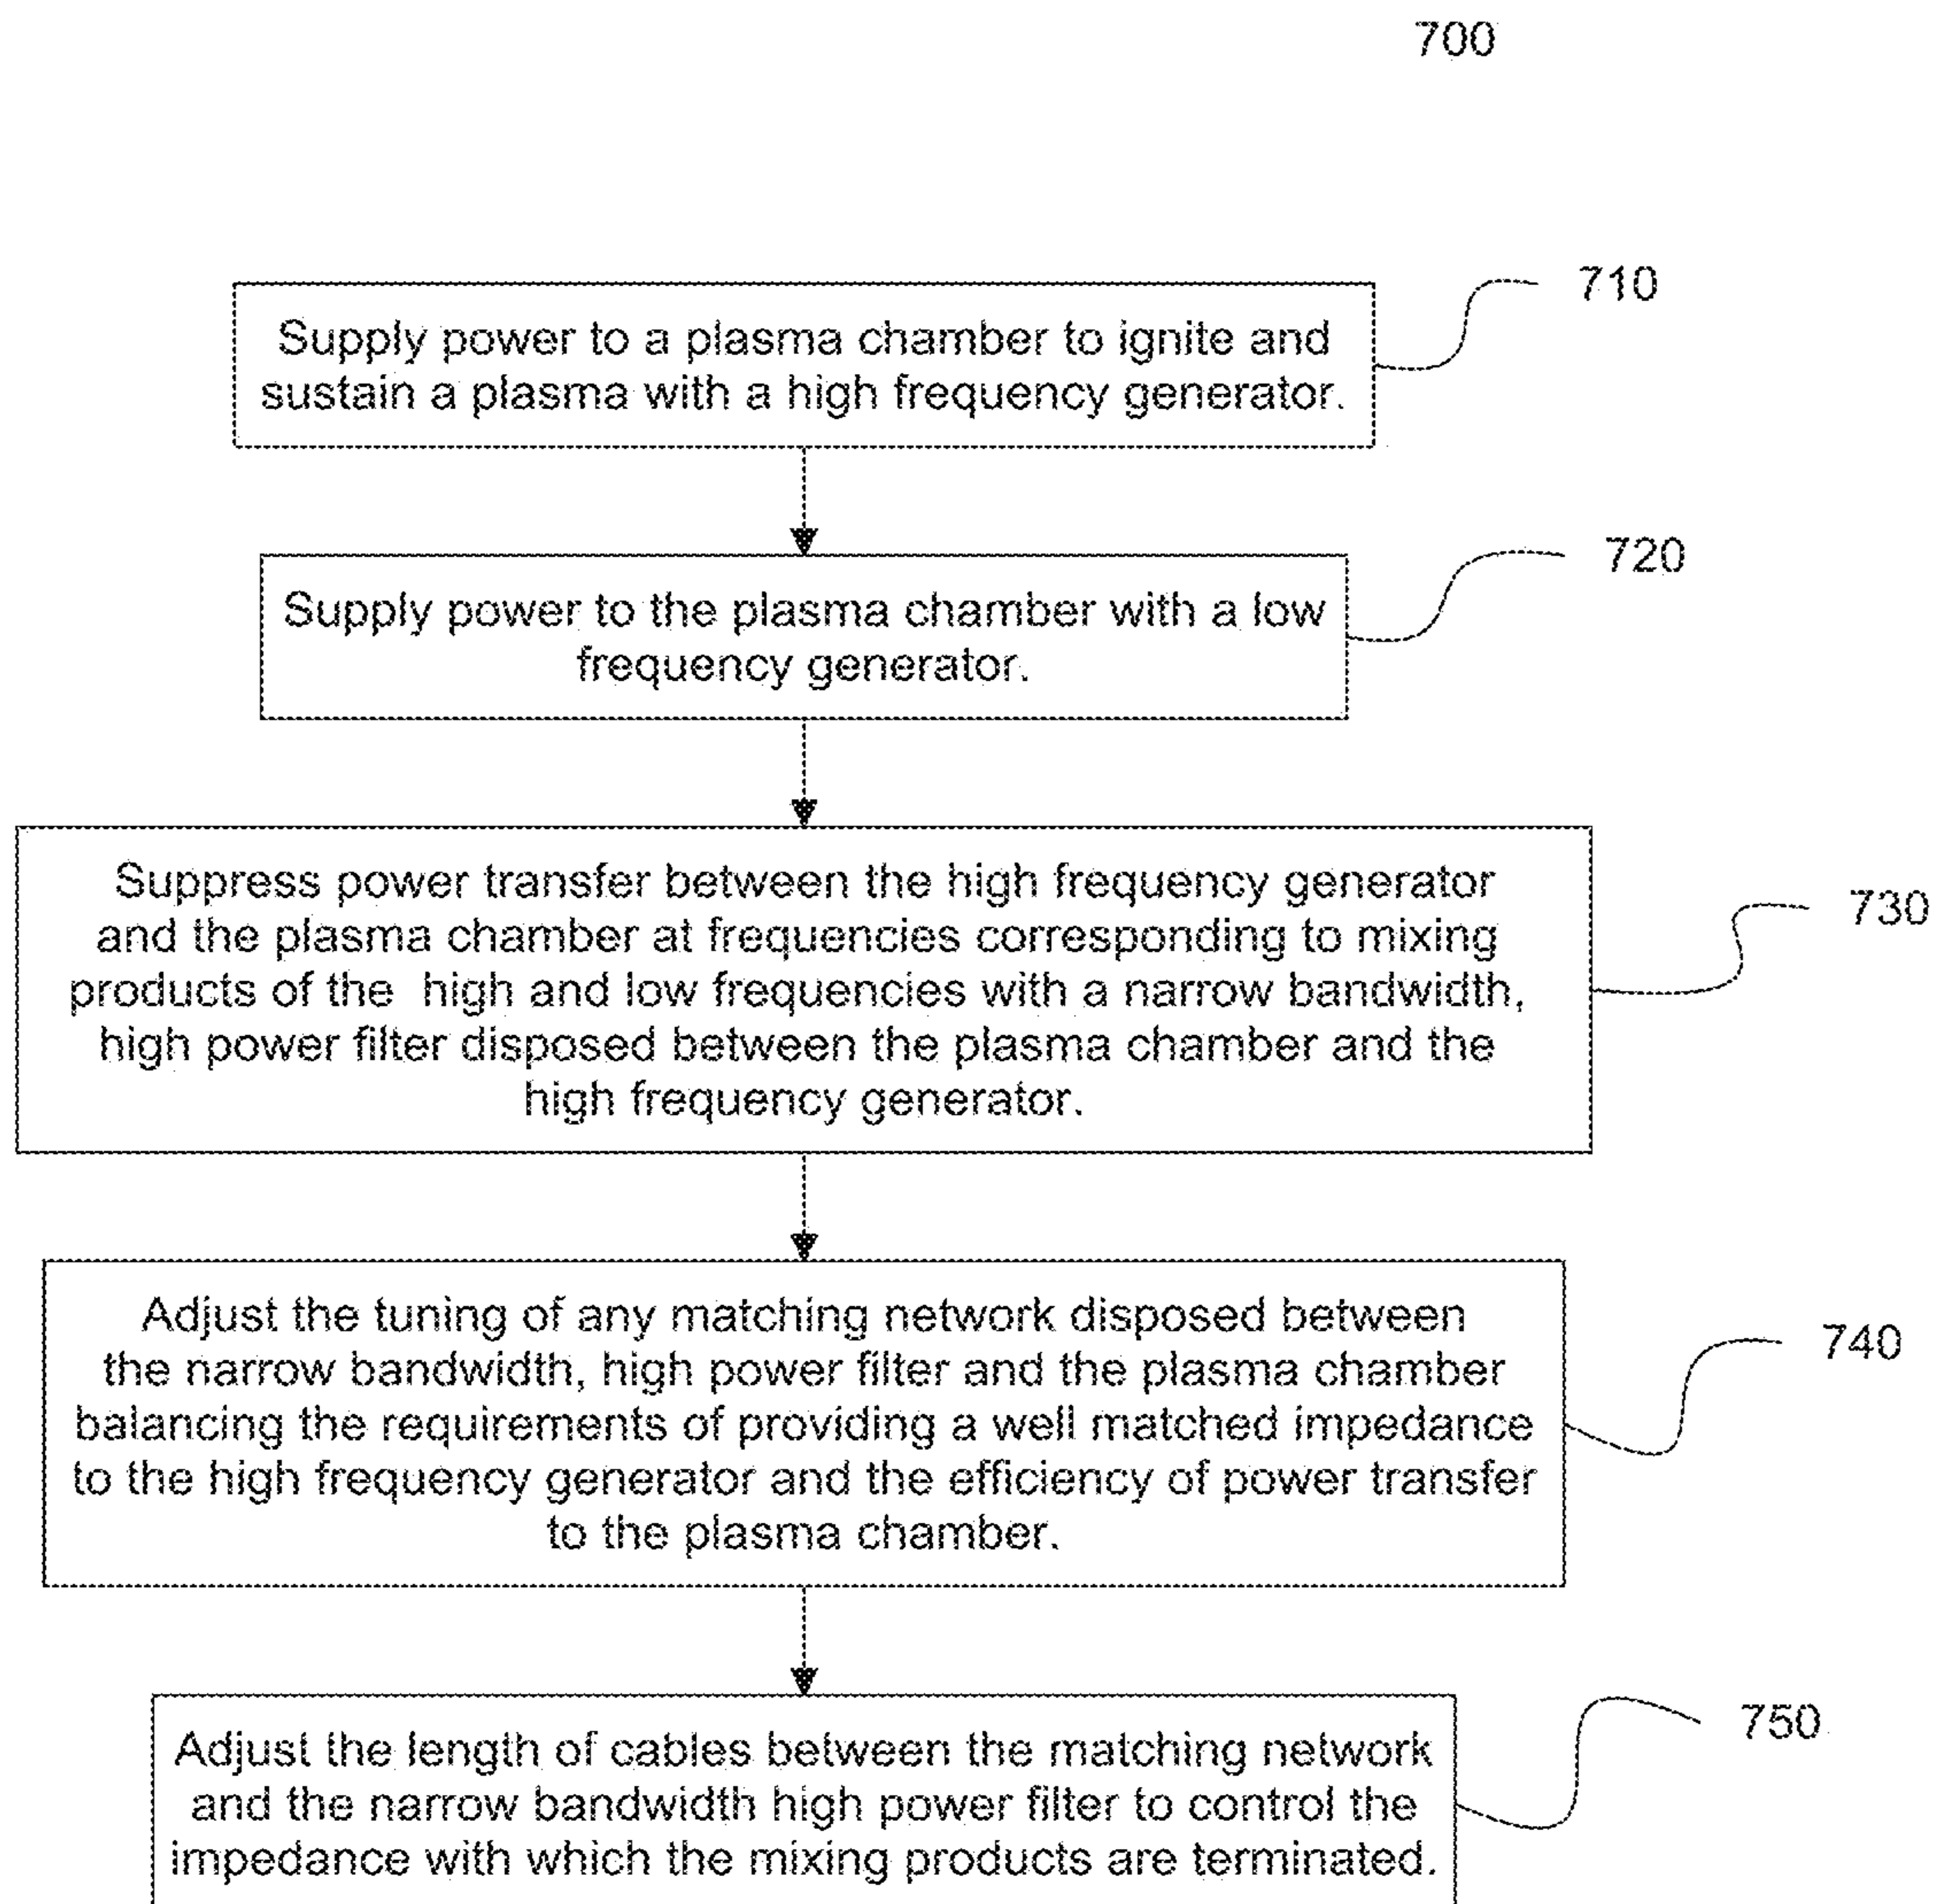 700
710
Supply power to a plasma chamber to ignite and
sustain a plasma with a high frequency generator.
720
Supply power to the plasma chamber with a low
frequency generator.
Suppress power transfer between the high frequency generator
and the plasma chamber at frequencies corresponding to mixing
products of the high and low frequencies with a narrow bandwidth,
high power filter disposed between the plasma chamber and the
high frequency generator.
730
Adjust the tuning of any matching network disposed between
the narrow bandwidth, high power filter and the plasma chamber
balancing the requirements of providing a well matched impedance
to the high frequency generator and the efficiency of power transfer
to the plasma chamber.
740
750
Adjust the length of cables between the matching network
and the narrow bandwidth high power filter to control the
impedance with which the mixing products are terminated.